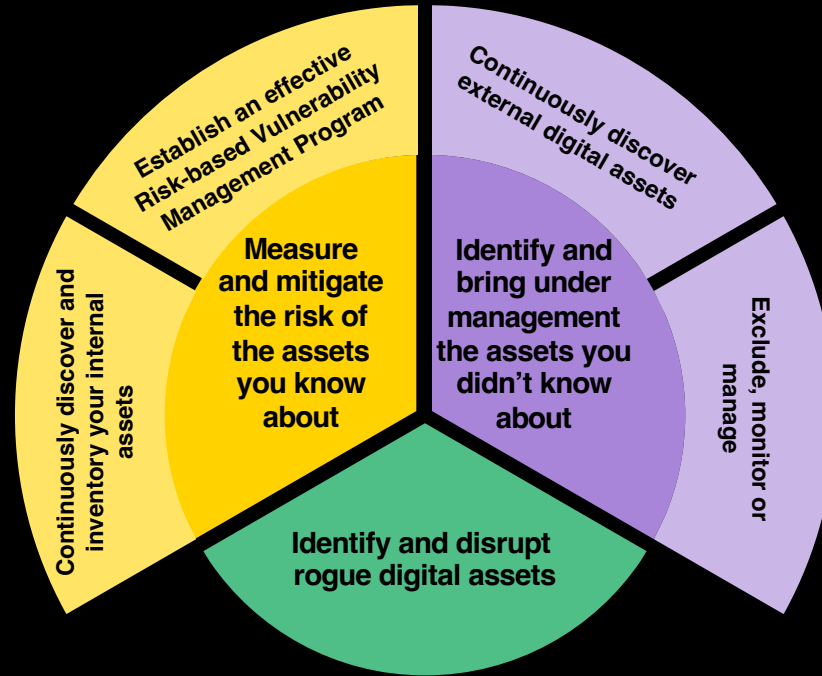 Establish an effective
Risk-based Vulnerability
Management Program
Continuously discover
external digital assets
Measure
and mitigate
the risk of
the assets
you know
about
Identify and
bring under
management
the assets you
didn’t know
about
Continuously discover and
inventory your internal
assets
Exclude, monitor or
manage
Identify and disrupt
rogue digital assets